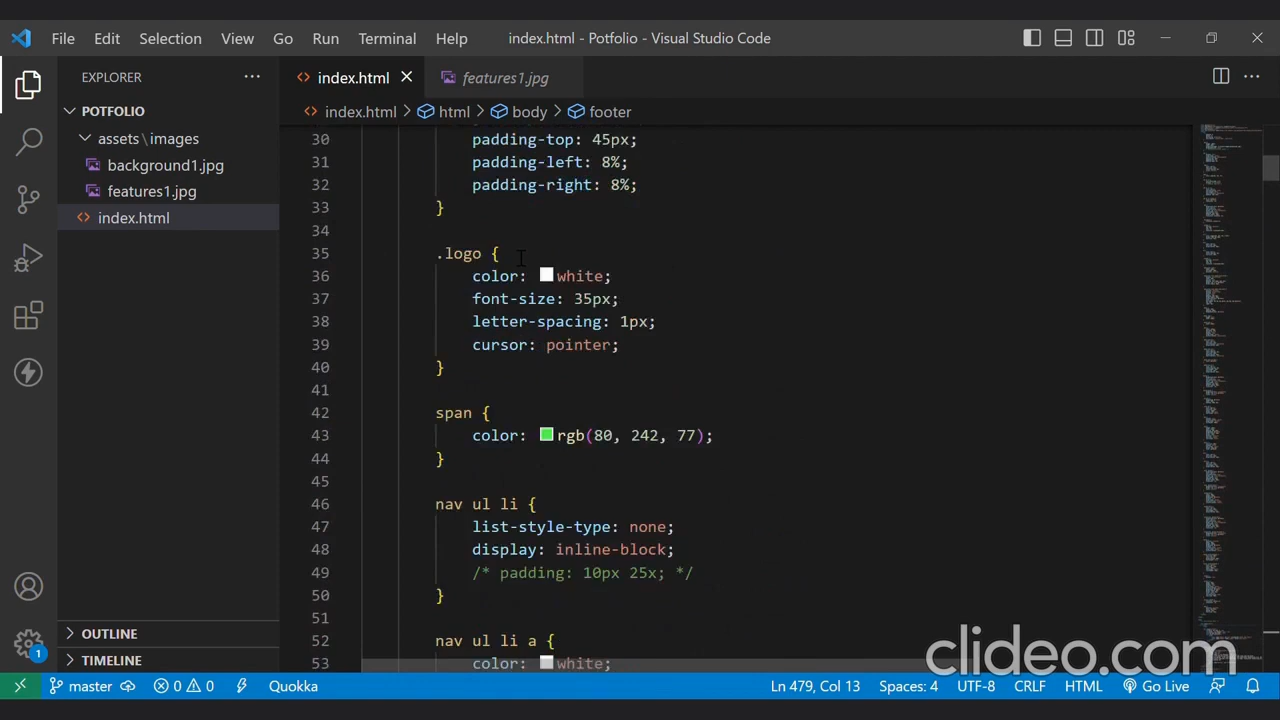 File Edit Selection View Go Run Terminal Help index.html - Potfolio - Visual Studio Code
EXPLORER
index.html features1.jpg
POTFOLIO
index.html > html > body > footer
assets\images
background1.jpg
features1.jpg
index.html
30 padding-top: 45px;
31 padding-left: 8%;
32 padding-right: 8%;
33 }
34
35 .logo {
36 color: white;
37 font-size: 35px;
38 letter-spacing: 1px;
39 cursor: pointer;
40 }
41
42 span {
43 color: rgb(80, 242, 77);
44 }
45
46 nav ul li {
47 list-style-type: none;
48 display: inline-block;
49 /* padding: 10px 25x; */
50 }
51
52 nav ul li a {
53 color: white;
OUTLINE
TIMELINE
1
clideo.com
master 0 0 Quokka Ln 479, Col 13 Spaces: 4 UTF-8 CRLF HTML Go Live